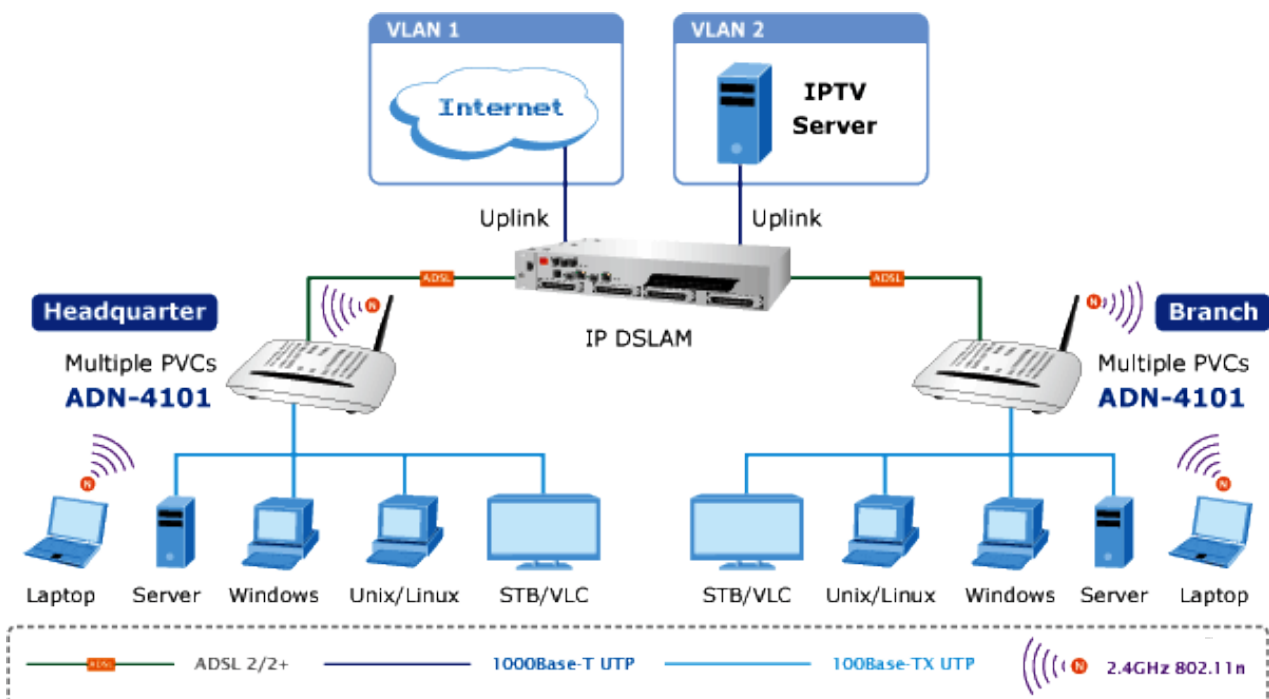 VLAN 1
VLAN 2
Internet
IPTV
Server
Uplink
Uplink
ADSL
ADSL
N
N
Headquarter
Branch
IP DSLAM
Multiple PVCs
ADN-4101
Multiple PVCs
ADN-4101
N
N
Laptop
Server
Windows
Unix/Linux
STB/VLC
STB/VLC
Unix/Linux
Windows
Server
Laptop
ADSL
ADSL 2/2+
1000Base-T UTP
100Base-TX UTP
N
2.4GHz 802.11n